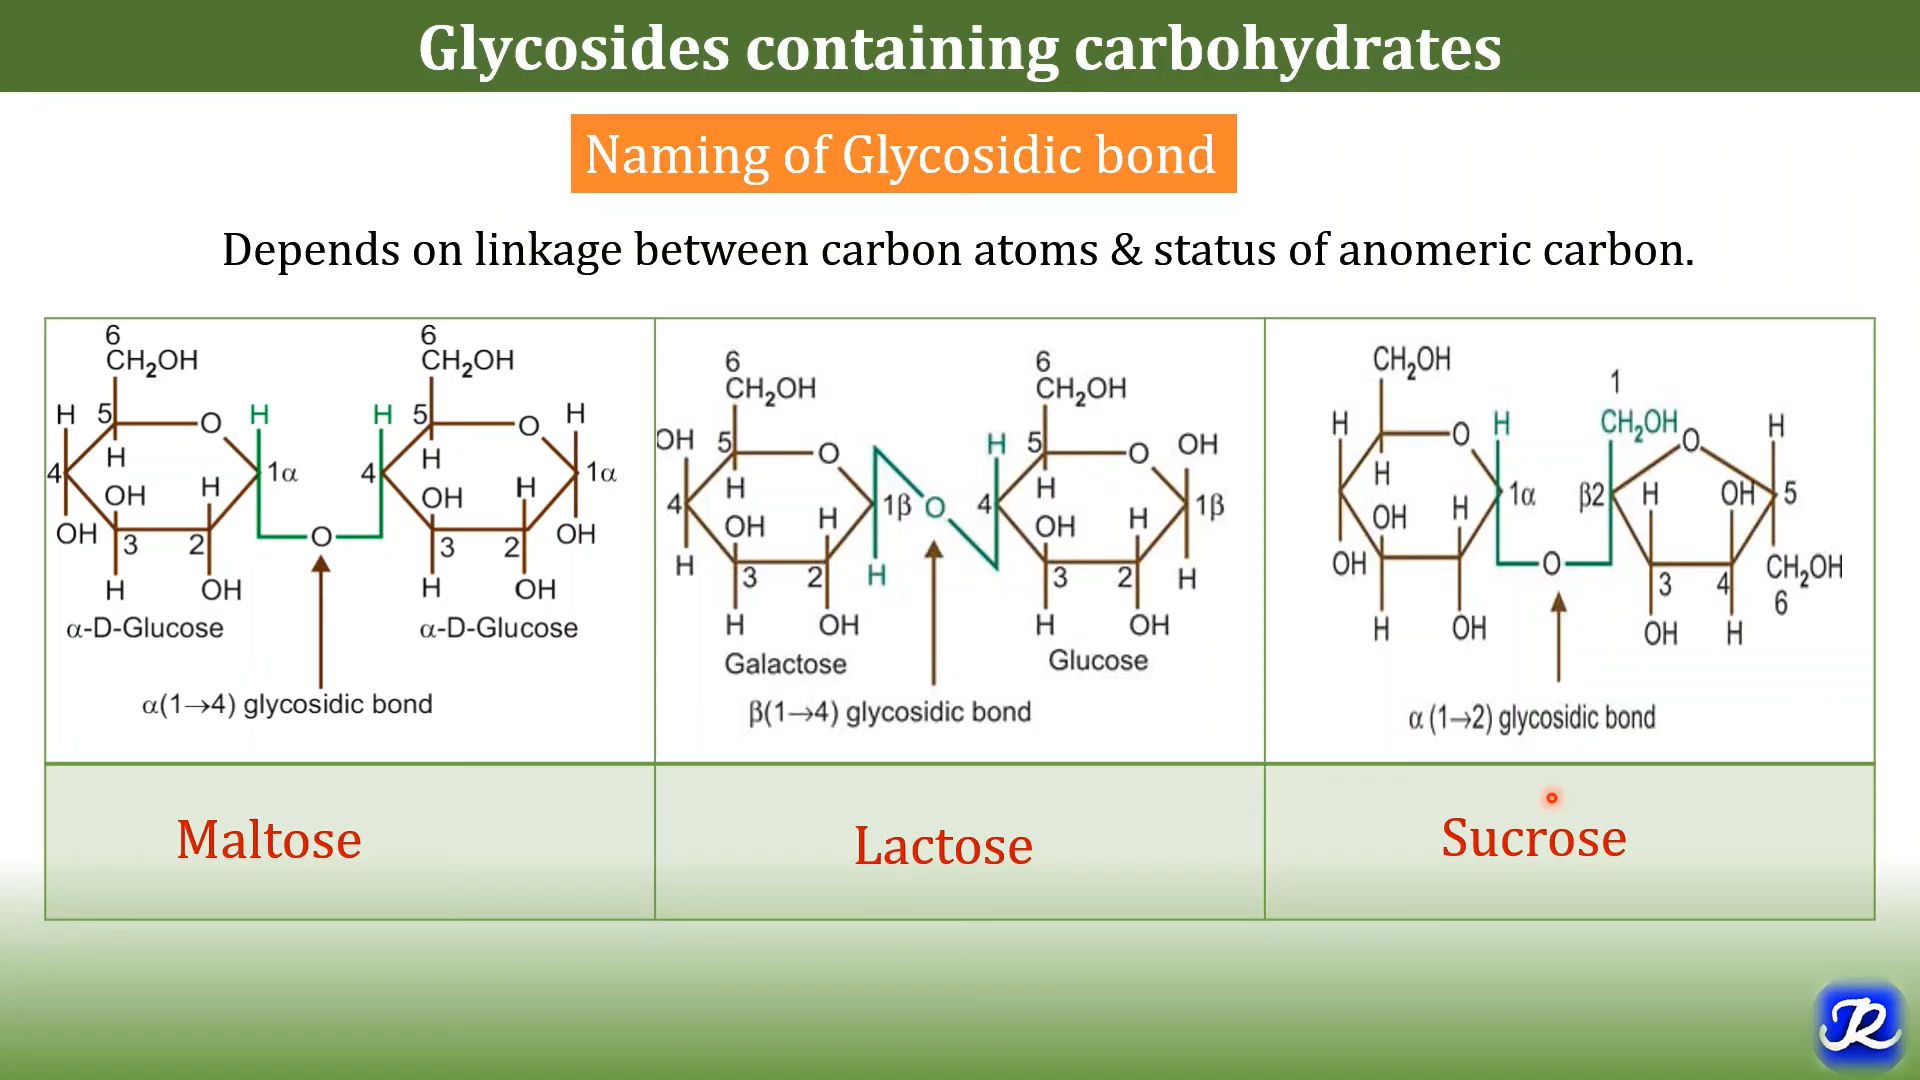 Glycosides containing carbohydrates
Naming of Glycosidic bond
Depends on linkage between carbon atoms & status of anomeric carbon.
6
CH₂OH
H 5 O H
4 H 1α
OH H
OH 3 2
H OH
α-D-Glucose
6
CH₂OH
H 5 O H
4 H 1α
OH H
O 3 2 OH
H OH
α-D-Glucose
α(1→4) glycosidic bond
6
CH₂OH
OH 5 O
4 H 1β O
OH H
H 3 2 H
H OH
Galactose
6
CH₂OH
H 5 O OH
4 H 1β
OH H
3 2 H
H OH
Glucose
β(1→4) glycosidic bond
CH₂OH
H O H
H 1α
OH H
OH O
H OH
1
CH₂OH O H
β2 H OH 5
3 4 CH₂OH
6
OH H
α (1→2) glycosidic bond
Maltose
Lactose
Sucrose
JR